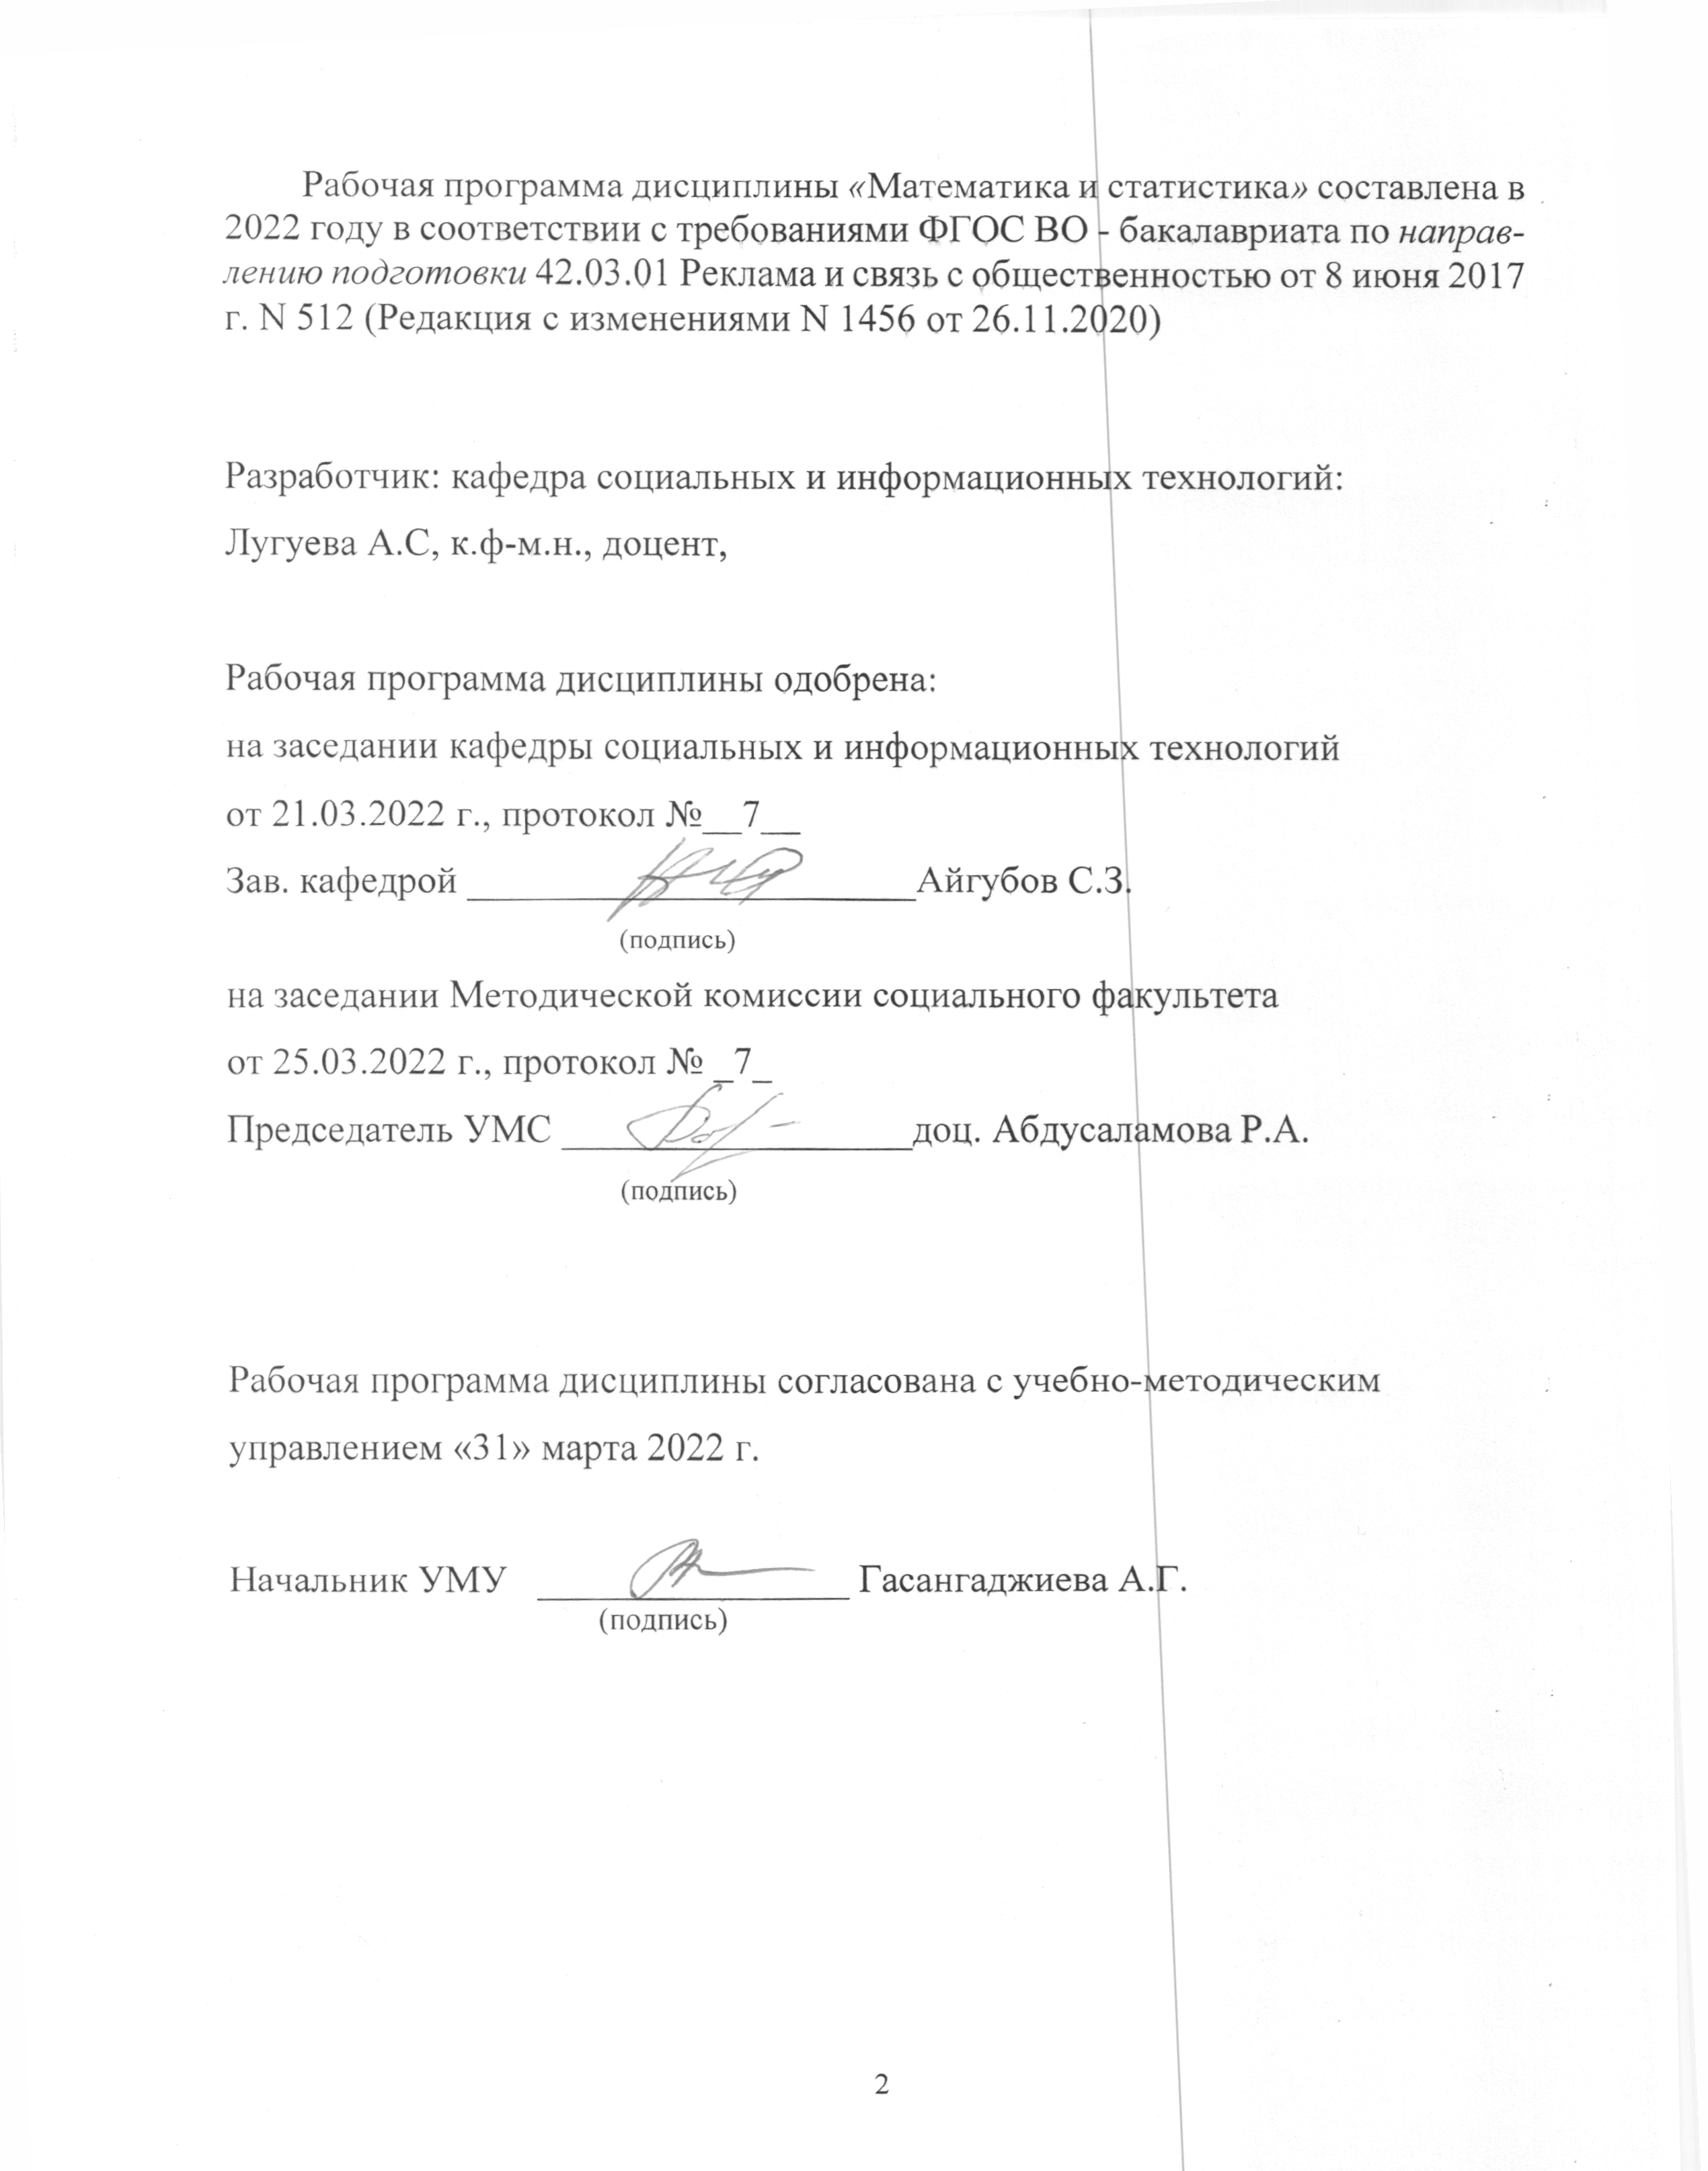 Рабочая программа дисциплины «Математика и статистика» составлена в
2022 году в соответствии с требованиями ФГОС ВО - бакалавриата по направ-
лению подготовки 42.03.01 Реклама и связь с общественностью от 8 июня 2017
г. N 512 (Редакция с изменениями N 1456 от 26.11.2020)
Разработчик: кафедра социальных и информационных технологий:
Лугуева А.С, к.ф-м.н., доцент,
Рабочая программа дисциплины одобрена:
на заседании кафедры социальных и информационных технологий
от 21.03.2022 г., протокол №__7__
Зав. кафедрой ______________________Айгубов С.З.
(подпись)
на заседании Методической комиссии социального факультета
от 25.03.2022 г., протокол № _7_
Председатель УМС _________________доц. Абдусаламова Р.А.
(подпись)
Рабочая программа дисциплины согласована с учебно-методическим
управлением «31» марта 2022 г.
Начальник УМУ ________________ Гасангаджиева А.Г.
(подпись)
2